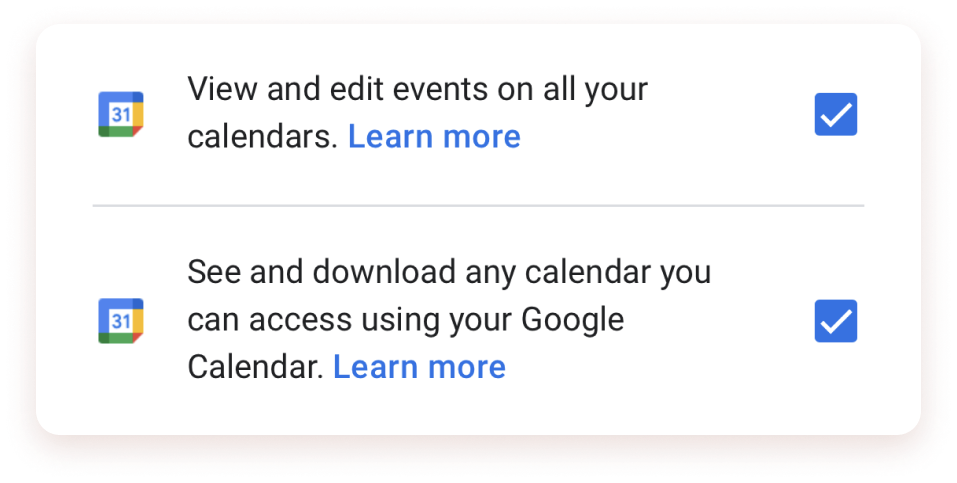 31
View and edit events on all your
calendars. Learn more
31
See and download any calendar you
can access using your Google
Calendar. Learn more